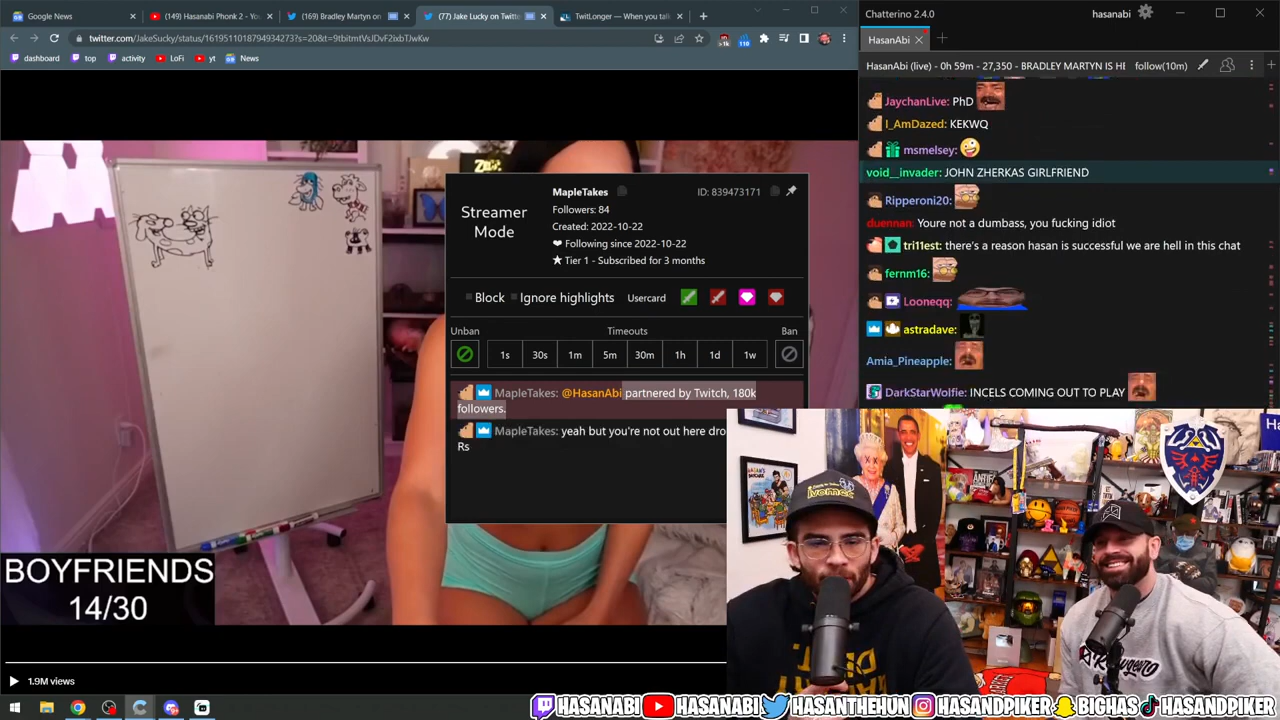 Google News
(149) Hasanabi Phonk 2 - Yo
(169) Bradley Martyn on
(77) Jake Lucky on Twitte
TwitLonger — When you talk
twitter.com/JakeSucky/status/1619511018794934273?s=20&t=9tbitmtVsJDvF2ixbTJwKw
dashboard
top
activity
LoFi
yt
News
BOYFRIENDS
14/30
1.9M views
Streamer
Mode
MapleTakes
ID: 839473171
Followers: 84
Created: 2022-10-22
Following since 2022-10-22
Tier 1 - Subscribed for 3 months
Block
Ignore highlights
Usercard
Unban
Timeouts
Ban
1s
30s
1m
5m
30m
1h
1d
1w
MapleTakes: @HasanAbi partnered by Twitch, 180k
followers.
MapleTakes: yeah but you're not out here dro
Rs
Chatterino 2.4.0
hasanabi
HasanAbi
HasanAbi (live) - 0h 59m - 27,350 - BRADLEY MARTYN IS HE
follow(10m)
JaychanLive: PhD
I_AmDazed: KEKWQ
msmelsey:
void__invader: JOHN ZHERKAS GIRLFRIEND
Ripperoni20:
duennan: Youre not a dumbass, you fucking idiot
tri11est: there's a reason hasan is successful we are hell in this chat
fernm16:
Looneqq:
astradave:
Amia_Pineapple:
DarkStarWolfie: INCELS COMING OUT TO PLAY
HASANABI
HASANABI
HASANTHEHUN
HASANDPIKER
BIGHAS
HASANDPIKER